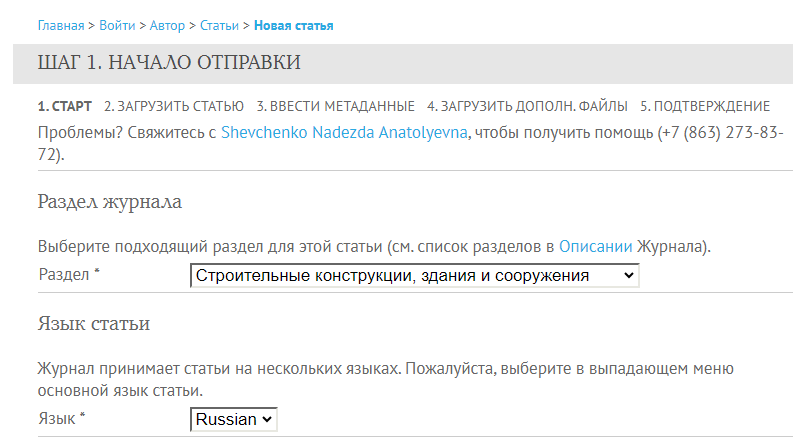 Главная > Войти > Автор > Статьи > Новая статья
ШАГ 1. НАЧАЛО ОТПРАВКИ
1. СТАРТ 2. ЗАГРУЗИТЬ СТАТЬЮ 3. ВВЕСТИ МЕТАДАННЫЕ 4. ЗАГРУЗИТЬ ДОПОЛН. ФАЙЛЫ 5. ПОДТВЕРЖДЕНИЕ
Проблемы? Свяжитесь с Shevchenko Nadezda Anatolyevna, чтобы получить помощь (+7 (863) 273-83-
72).
Раздел журнала
Выберите подходящий раздел для этой статьи (см. список разделов в Описании Журнала).
Раздел * Строительные конструкции, здания и сооружения
Язык статьи
Журнал принимает статьи на нескольких языках. Пожалуйста, выберите в выпадающем меню
основной язык статьи.
Язык * Russian